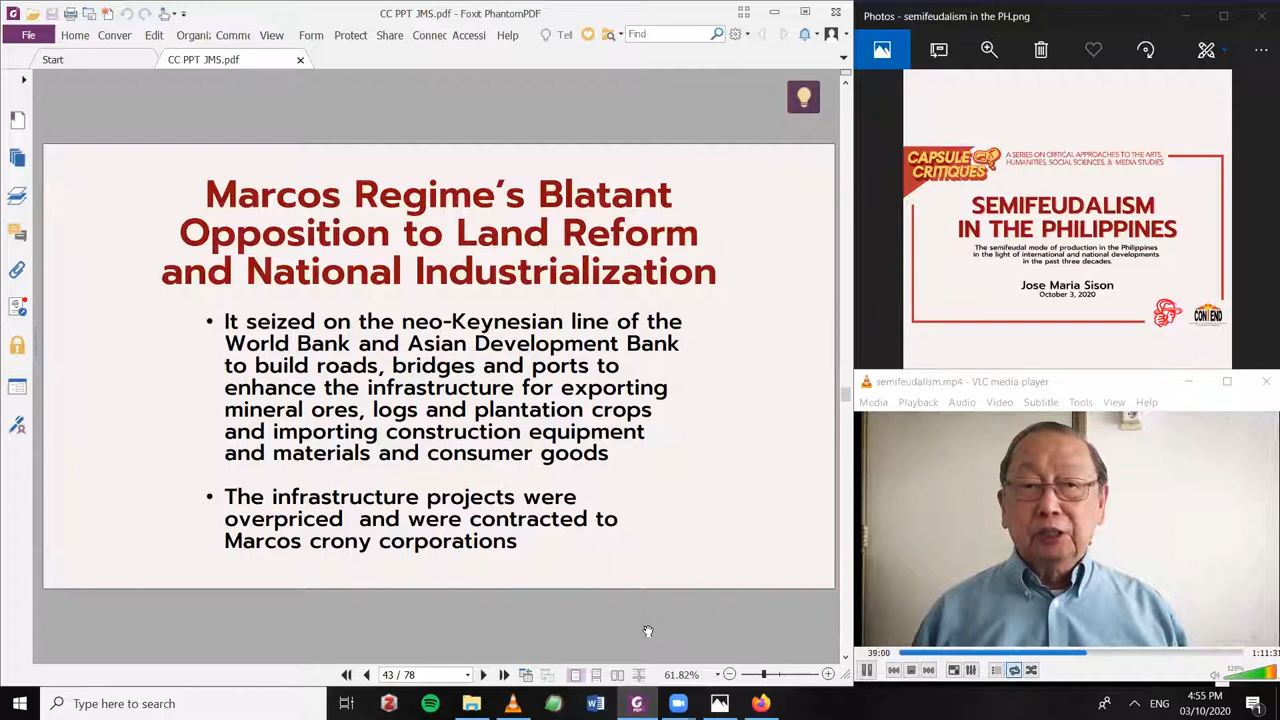 CC PPT JMS.pdf - Foxit PhantomPDF
File Home Conver Edit Organi Comme View Form Protect Share Connec Accessi Help Tel Find
Start CC PPT JMS.pdf
Marcos Regime's Blatant
Opposition to Land Reform
and National Industrialization
• It seized on the neo-Keynesian line of the
World Bank and Asian Development Bank
to build roads, bridges and ports to
enhance the infrastructure for exporting
mineral ores, logs and plantation crops
and importing construction equipment
and materials and consumer goods
• The infrastructure projects were
overpriced and were contracted to
Marcos crony corporations
43 / 78 61.82%
Photos - semifeudalism in the PH.png
CAPSULE
CRITIQUES
A SERIES ON CRITICAL APPROACHES TO THE ARTS,
HUMANITIES, SOCIAL SCIENCES, & MEDIA STUDIES
SEMIFEUDALISM
IN THE PHILIPPINES
The semifeudal mode of production in the Philippines
in the light of international and national developments
in the past three decades.
Jose Maria Sison
October 3, 2020
CONTEND
semifeudalism.mp4 - VLC media player
Media Playback Audio Video Subtitle Tools View Help
39:00 1:11:31
125%
Type here to search
ENG
4:55 PM
03/10/2020